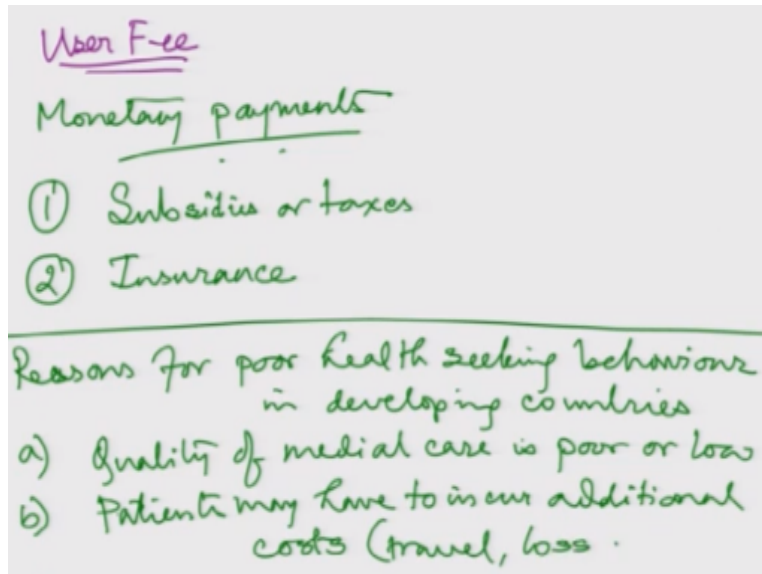 User Fee
Monetary payments
① Subsidies or taxes
② Insurance
Reasons for poor health seeking behaviour
in developing countries
a) Quality of medial care is poor or low
b) Patients may have to incur additional
costs (travel, loss .